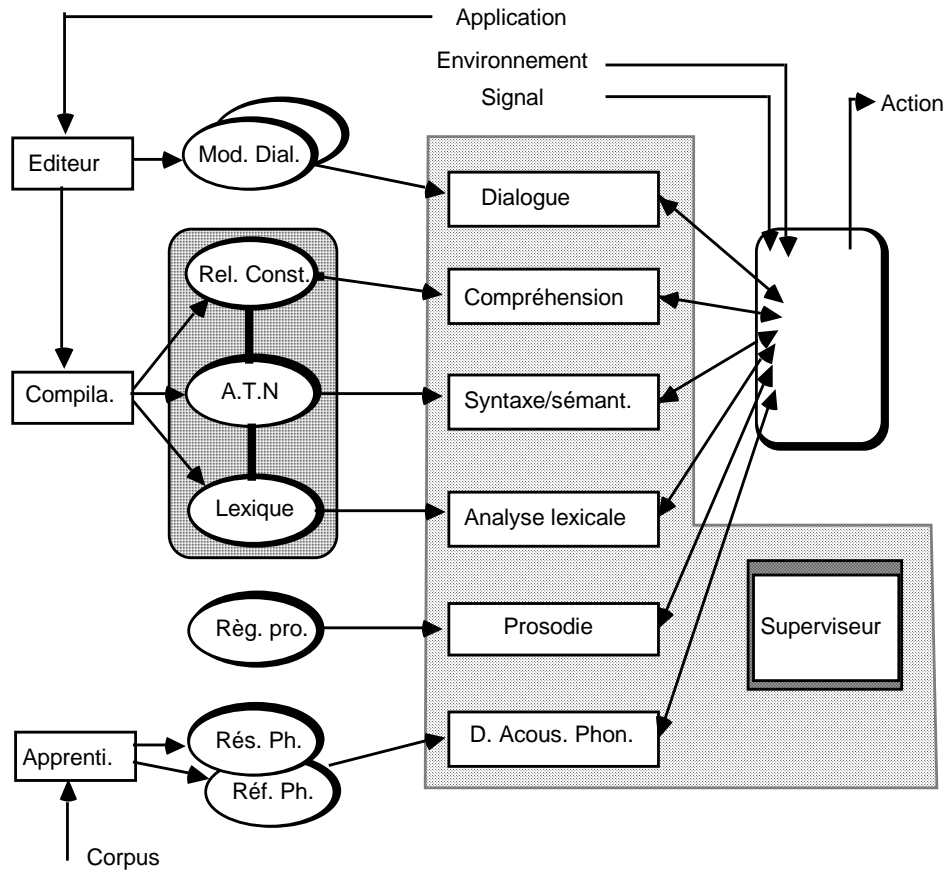 Application
Environnement
Signal
Action
Editeur
Mod. Dial.
Dialogue
Rel. Const.
Compréhension
Compila.
A.T.N
Syntaxe/sémant.
Lexique
Analyse lexicale
Règ. pro.
Prosodie
Superviseur
Apprenti.
Rés. Ph.
D. Acous. Phon.
Réf. Ph.
Corpus